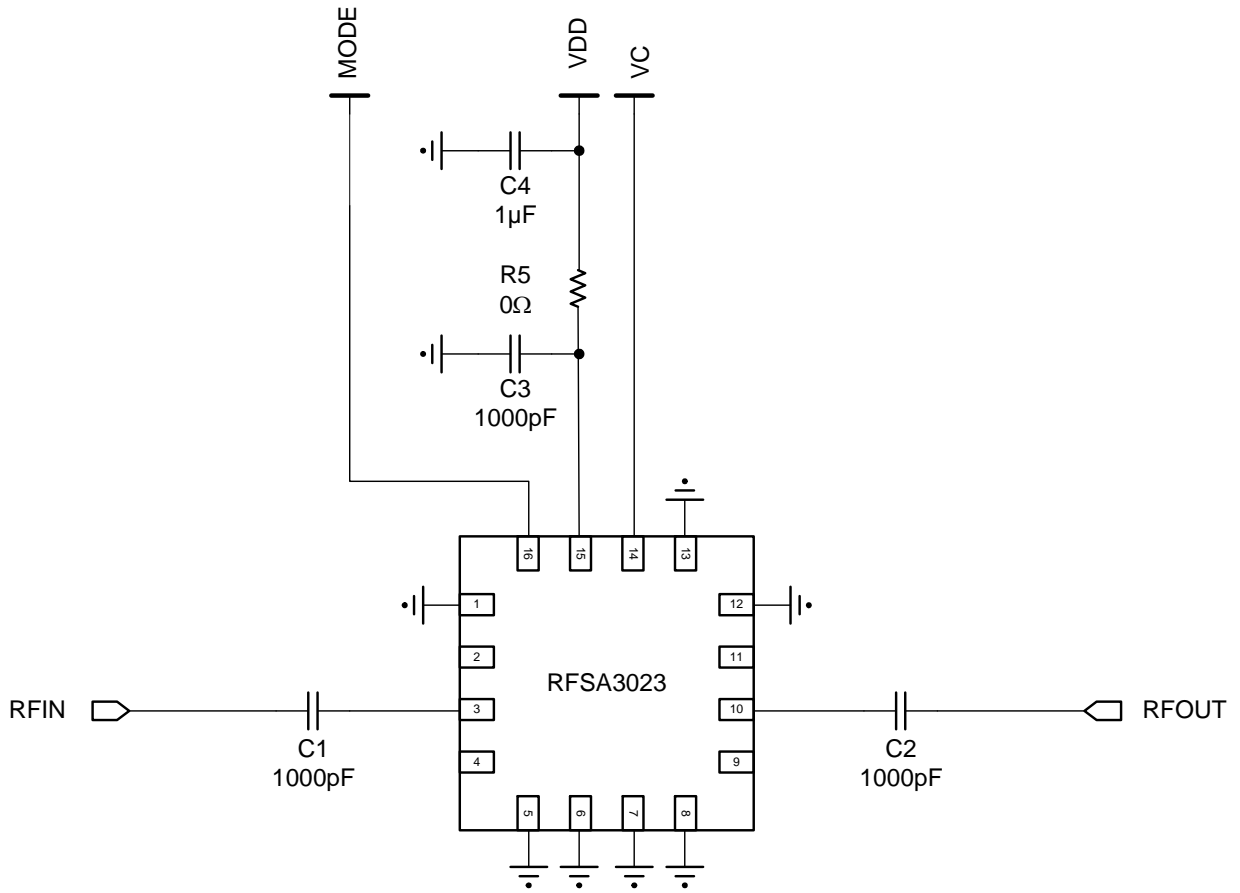 MODE
VDD
VC
C4
1µF
R5
0Ω
C3
1000pF
16
15
14
13
1
12
2
11
RFSA3023
RFIN
3
10
RFOUT
C1
1000pF
C2
1000pF
4
9
5
6
7
8